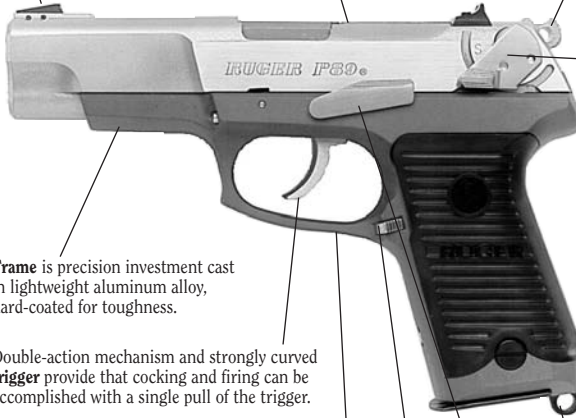 S
RUGER P89
RUGER
Frame is precision investment cast
in lightweight aluminum alloy,
hard-coated for toughness.
Double-action mechanism and strongly curved
trigger provide that cocking and firing can be
accomplished with a single pull of the trigger.